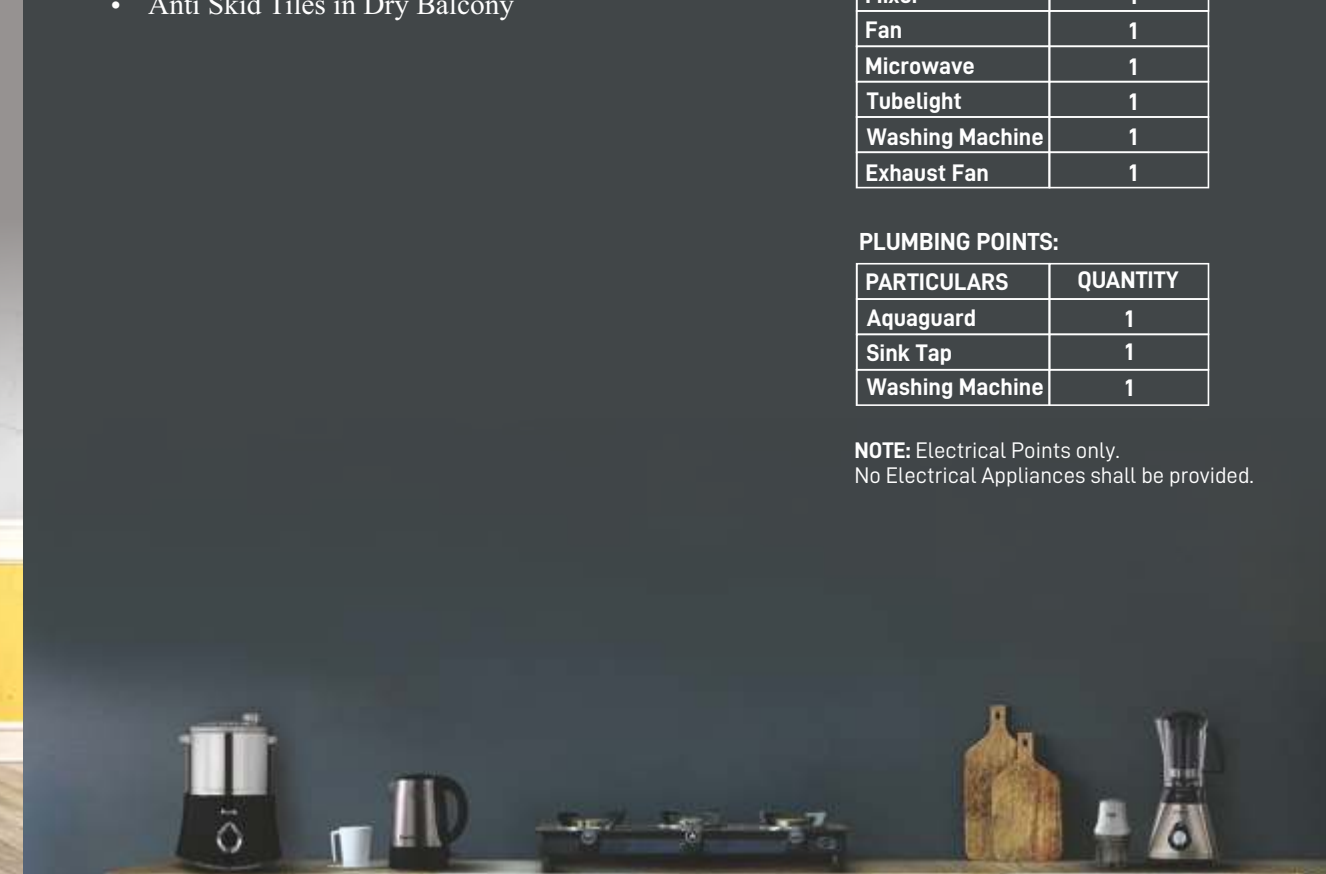 • Anti Skid Tiles in Dry Balcony
Mixer 1
Fan 1
Microwave 1
Tubelight 1
Washing Machine 1
Exhaust Fan 1
PLUMBING POINTS:
PARTICULARS QUANTITY
Aquaguard 1
Sink Tap 1
Washing Machine 1
NOTE: Electrical Points only.
No Electrical Appliances shall be provided.